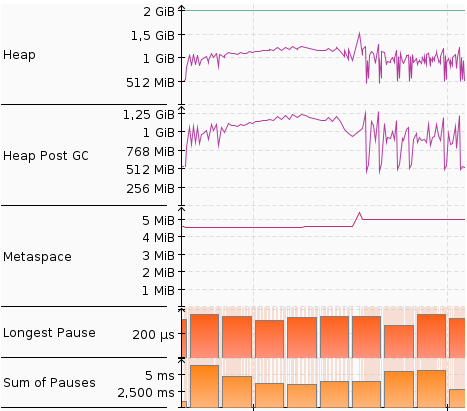 2 GiB
1,5 GiB
Heap
1 GiB
512 MiB
1,25 GiB
1 GiB
Heap Post GC
768 MiB
512 MiB
256 MiB
5 MiB
4 MiB
Metaspace
3 MiB
2 MiB
1 MiB
Longest Pause
200 µs
Sum of Pauses
5 ms
2,500 ms